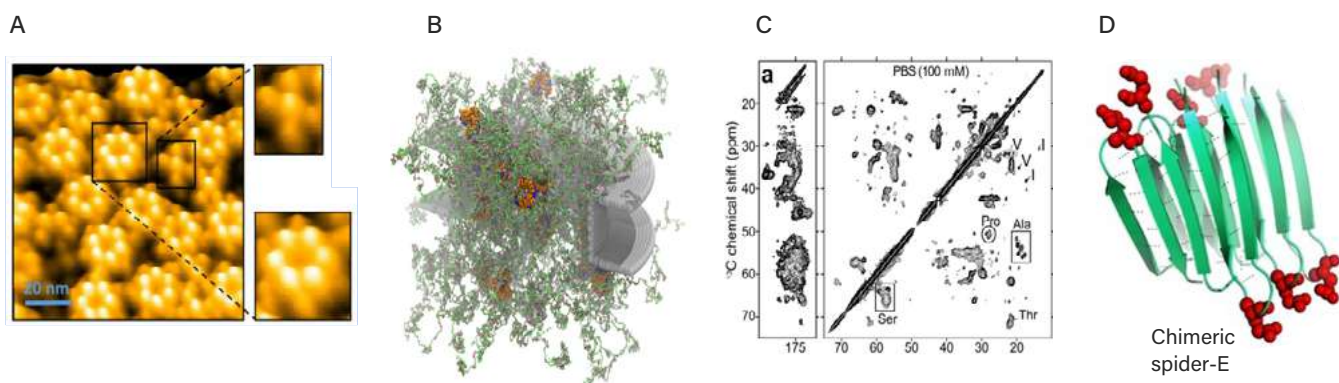 A
B
C
D
20 nm
a
PBS (100 mM)
¹³C chemical shift (ppm)
20
30
40
50
60
70
V
I
V
I
Pro
Ala
Ser
Thr
175
70
60
50
40
30
20
Chimeric
spider-E